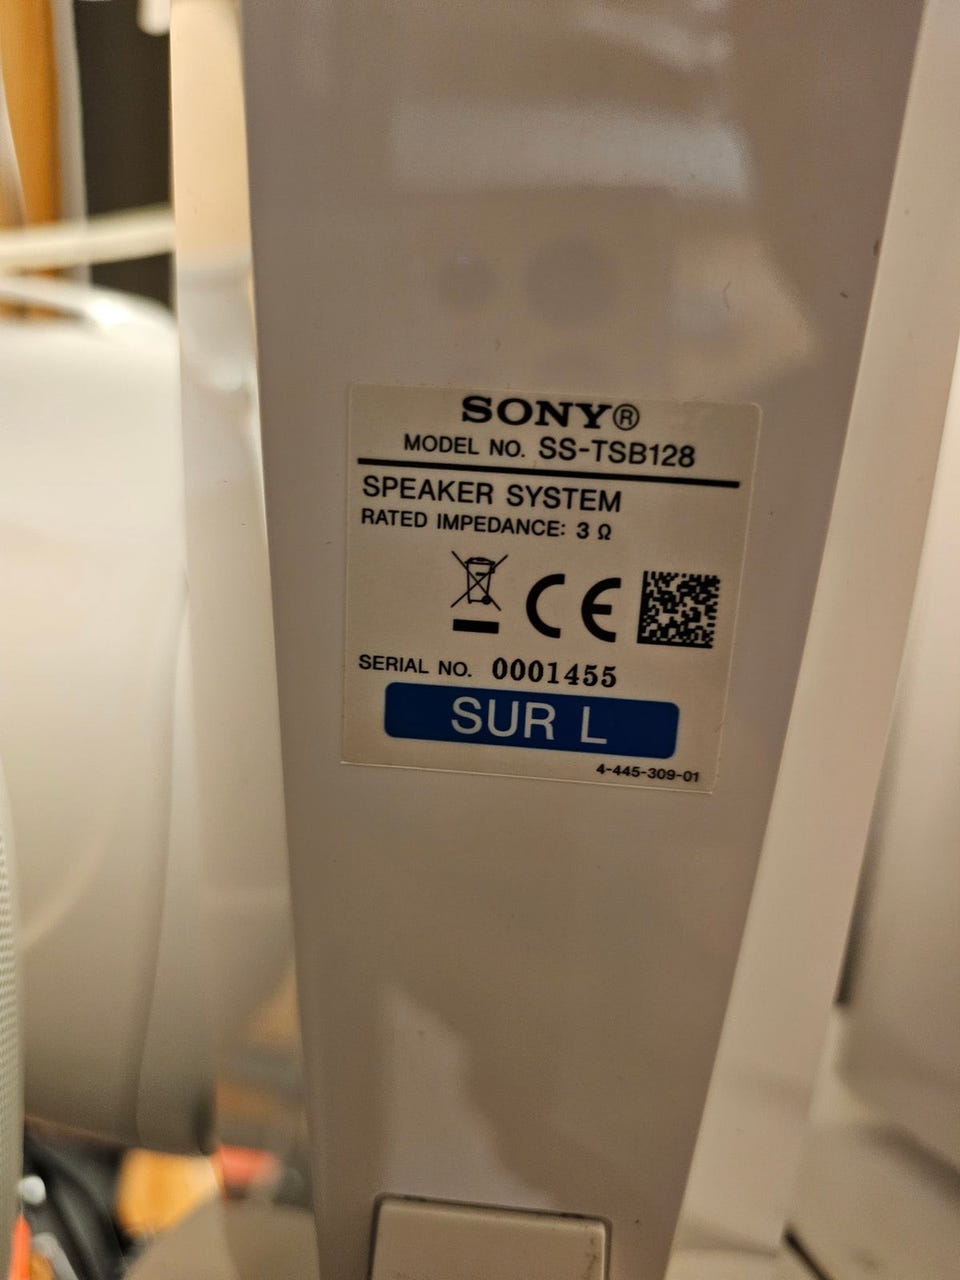 SONY®
MODEL NO. SS-TSB128
SPEAKER SYSTEM
RATED IMPEDANCE: 3 Ω
CE
SERIAL NO. 0001455
SUR L
4-445-309-01